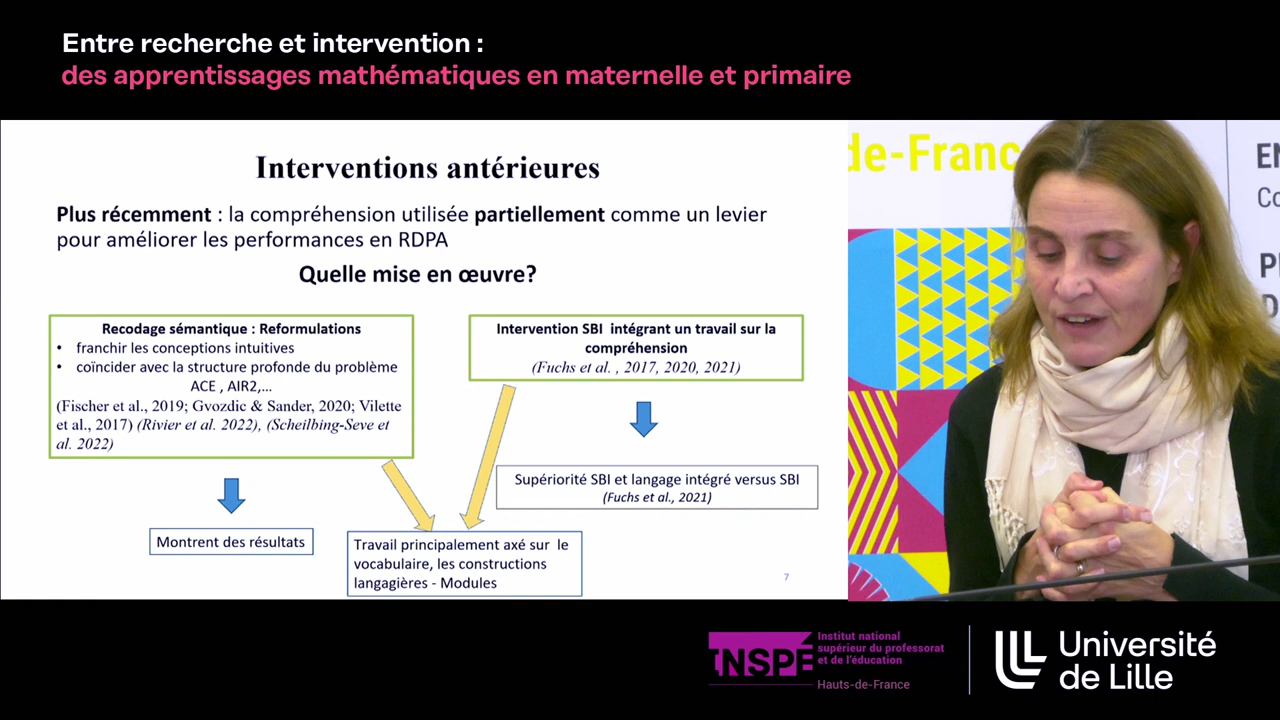 Entre recherche et intervention :
des apprentissages mathématiques en maternelle et primaire
Interventions antérieures
Plus récemment : la compréhension utilisée partiellement comme un levier
pour améliorer les performances en RDPA
Quelle mise en œuvre?
Recodage sémantique : Reformulations
• franchir les conceptions intuitives
• coïncider avec la structure profonde du problème
ACE , AIR2,...
(Fischer et al., 2019; Gvozdic & Sander, 2020; Vilette
et al., 2017) (Rivier et al. 2022), (Scheilbing-Seve et
al. 2022)
Intervention SBI intégrant un travail sur la
compréhension
(Fuchs et al. , 2017, 2020, 2021)
Supériorité SBI et langage intégré versus SBI
(Fuchs et al., 2021)
Montrent des résultats
Travail principalement axé sur le
vocabulaire, les constructions
langagières - Modules
7
de-Franc
INSPÉ
Institut national
supérieur du professorat
et de l'éducation
Hauts-de-France
Université
de Lille